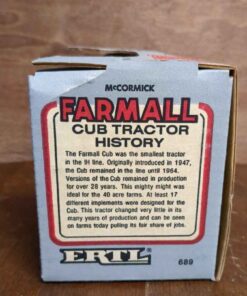 McCORMICK
FARMALL
CUB TRACTOR
HISTORY
The Farmall Cub was the smallest tractor
in the IH line. Originally introduced in 1947,
the Cub remained in the line until 1964.
Versions of the Cub remained in production
for over 28 years. This mighty might was
ideal for the 40 acre farms. At least 17
different implements were designed for the
Cub. This tractor changed very little in its
many years of production and can be seen
on farms today pulling its fair share of jobs.
ERTL
689